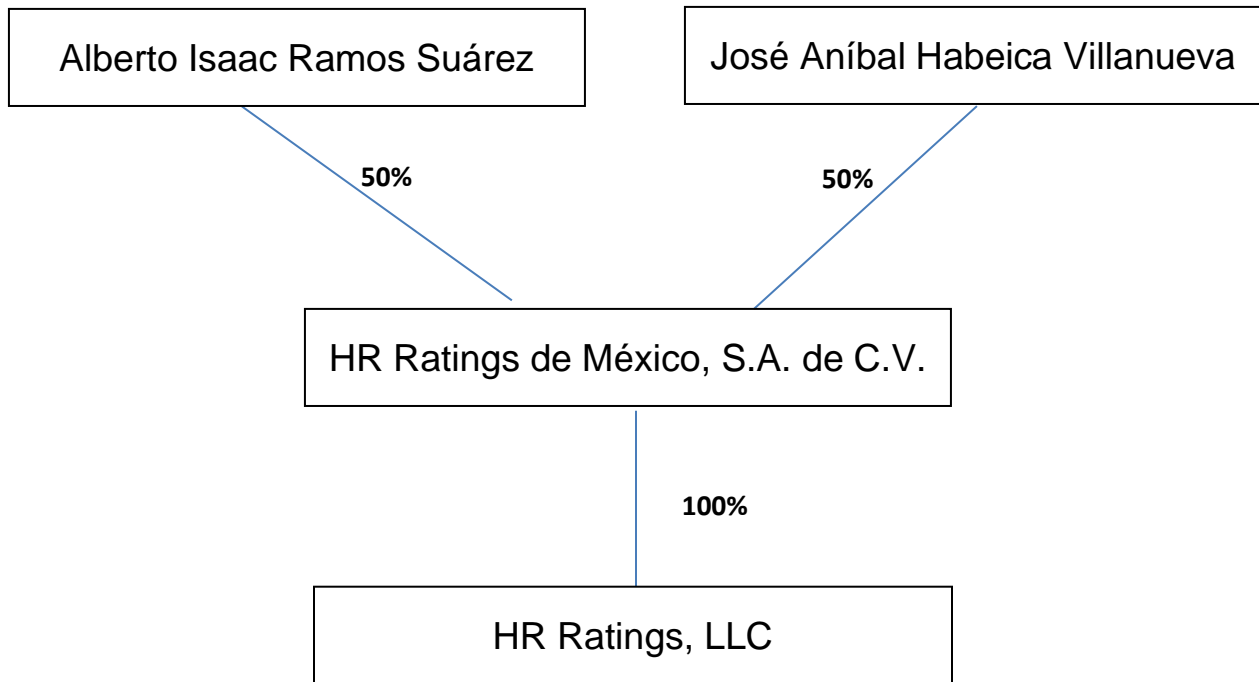 Alberto Isaac Ramos Suárez
José Aníbal Habeica Villanueva
50%
50%
HR Ratings de México, S.A. de C.V.
100%
HR Ratings, LLC